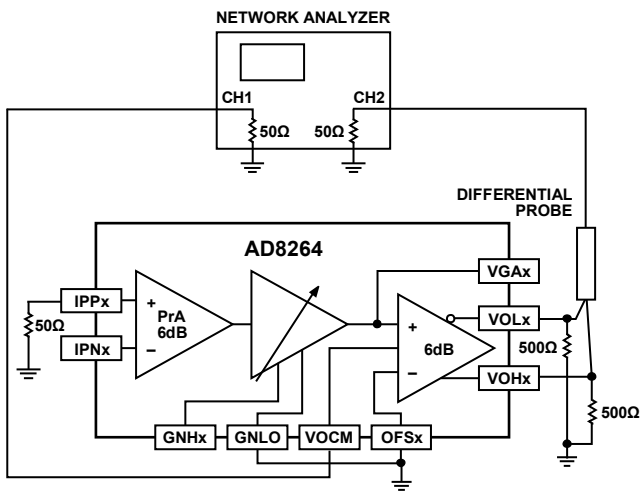 NETWORK ANALYZER
CH1
CH2
50Ω
50Ω
DIFFERENTIAL
PROBE
AD8264
VGAx
IPPx
+
PrA
6dB
–
50Ω
IPNx
+
6dB
–
VOLx
500Ω
VOHx
500Ω
GNHx
GNLO
VOCM
OFSx